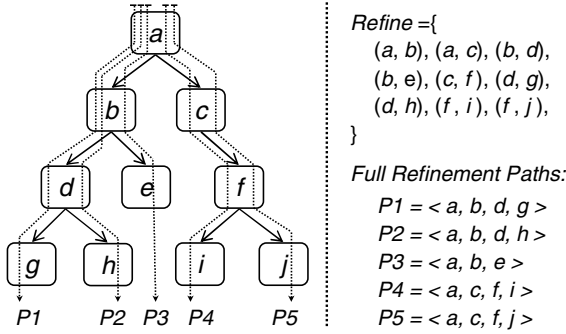 a
b c
d e f
g h i j
P1 P2 P3 P4 P5
Refine ={
(a, b), (a, c), (b, d),
(b, e), (c, f ), (d, g),
(d, h), (f , i ), (f , j ),
}
Full Refinement Paths:
P1 = < a, b, d, g >
P2 = < a, b, d, h >
P3 = < a, b, e >
P4 = < a, c, f, i >
P5 = < a, c, f, j >